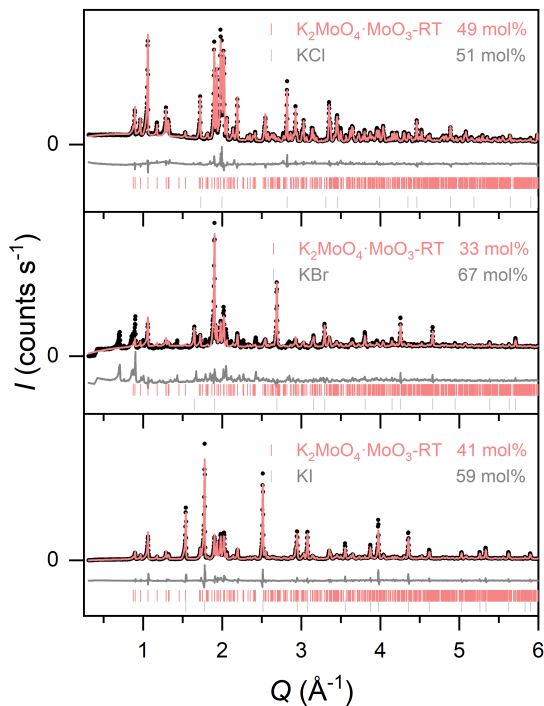 K₂MoO₄·MoO₃-RT 49 mol%
KCl 51 mol%
0
K₂MoO₄·MoO₃-RT 33 mol%
KBr 67 mol%
0
K₂MoO₄·MoO₃-RT 41 mol%
KI 59 mol%
0
I (counts s⁻¹)
1 2 3 4 5 6
Q (Å⁻¹)